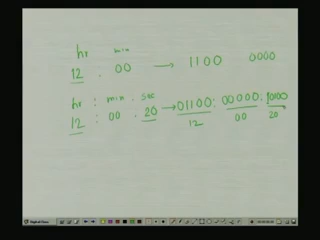 hr min
12 . 00 → 1100 0000
hr : min . sec
12 : 00 . 20 → 01100 : 00000 : 10100
12 00 20